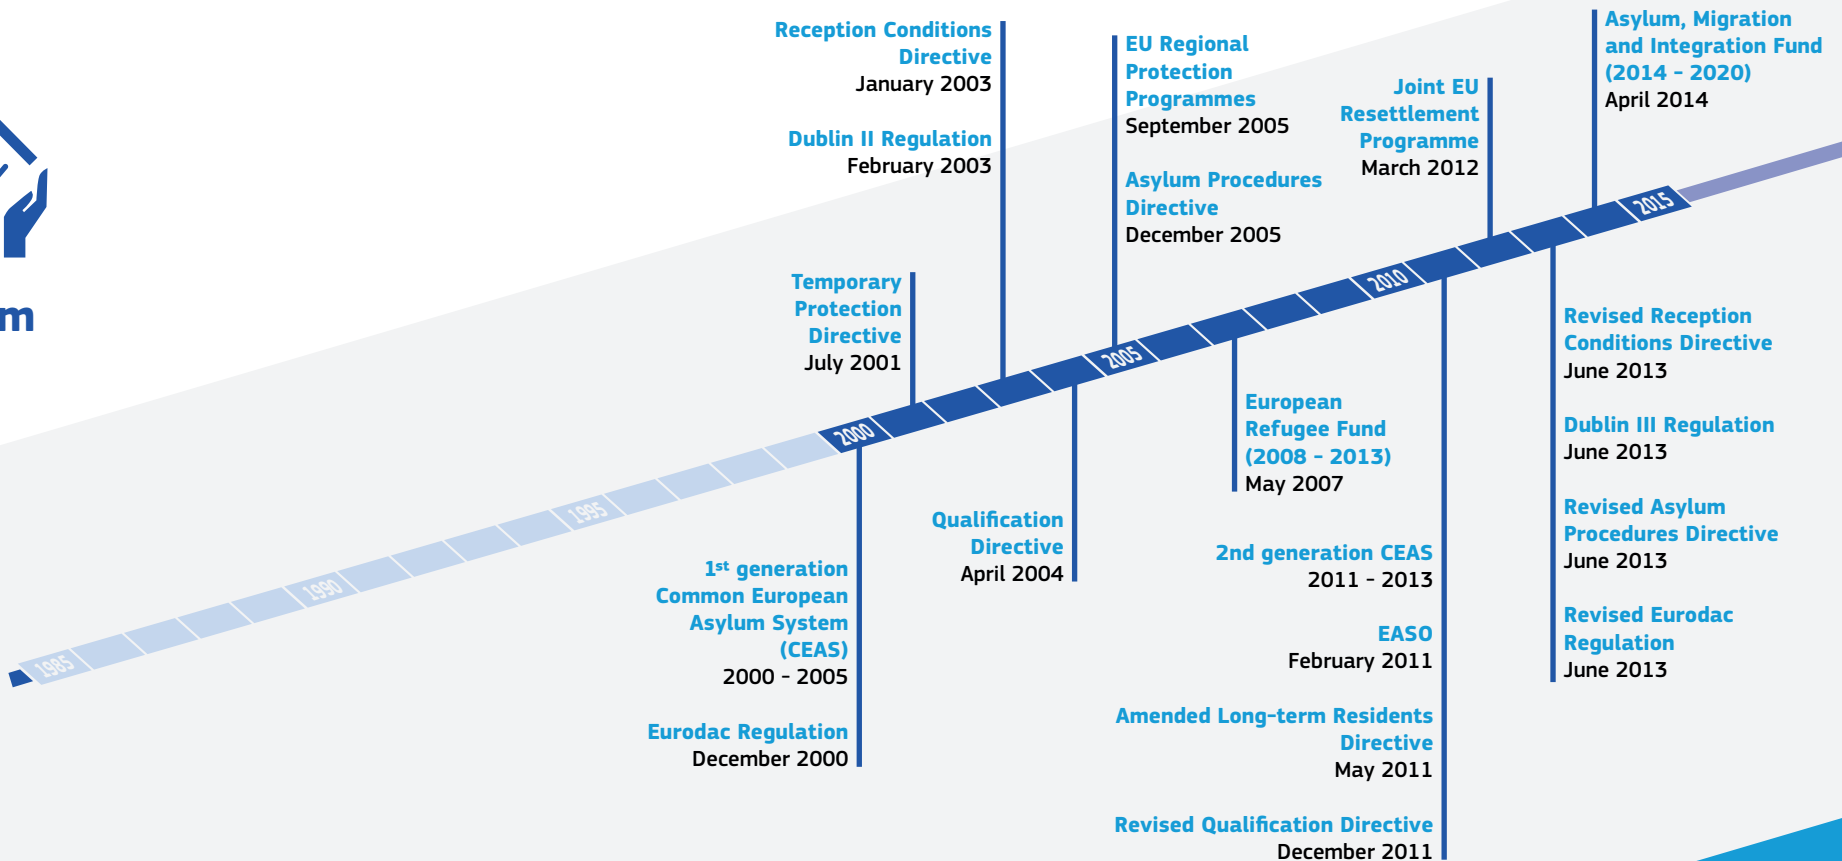 m
Reception Conditions
Directive
January 2003
Dublin II Regulation
February 2003
EU Regional
Protection
Programmes
September 2005
Asylum Procedures
Directive
December 2005
Joint EU
Resettlement
Programme
March 2012
Asylum, Migration
and Integration Fund
(2014 - 2020)
April 2014
Temporary
Protection
Directive
July 2001
1985
1990
1995
2000
2005
2010
2015
1st generation
Common European
Asylum System
(CEAS)
2000 - 2005
Eurodac Regulation
December 2000
Qualification
Directive
April 2004
European
Refugee Fund
(2008 - 2013)
May 2007
2nd generation CEAS
2011 - 2013
EASO
February 2011
Amended Long-term Residents
Directive
May 2011
Revised Qualification Directive
December 2011
Revised Reception
Conditions Directive
June 2013
Dublin III Regulation
June 2013
Revised Asylum
Procedures Directive
June 2013
Revised Eurodac
Regulation
June 2013